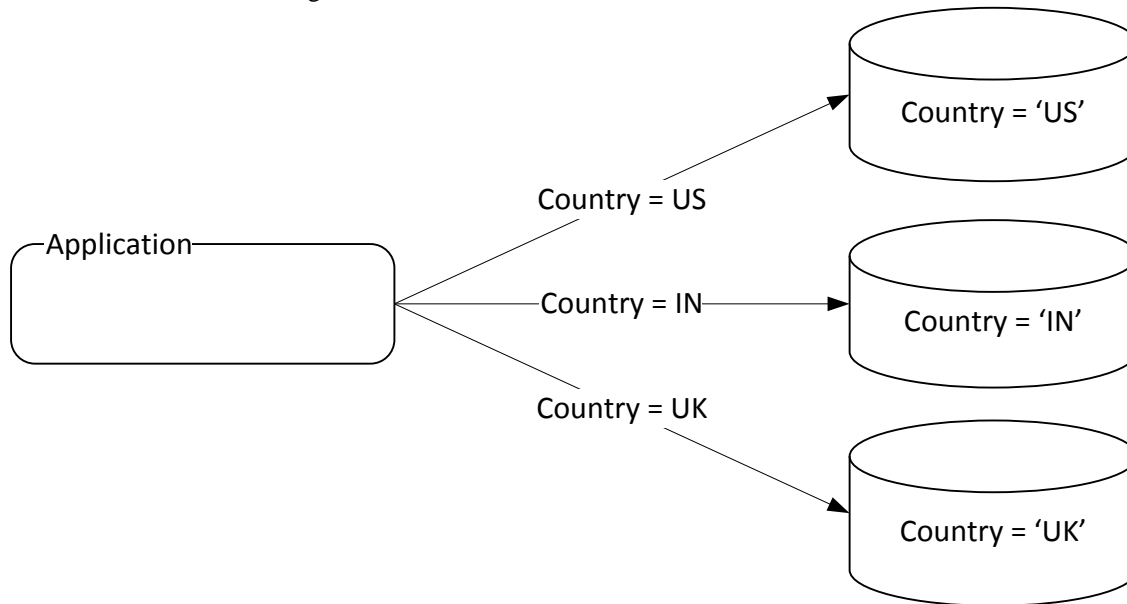 Country = 'US'
Country = US
Application
Country = IN
Country = ‘IN’
Country = UK
Country = ‘UK’